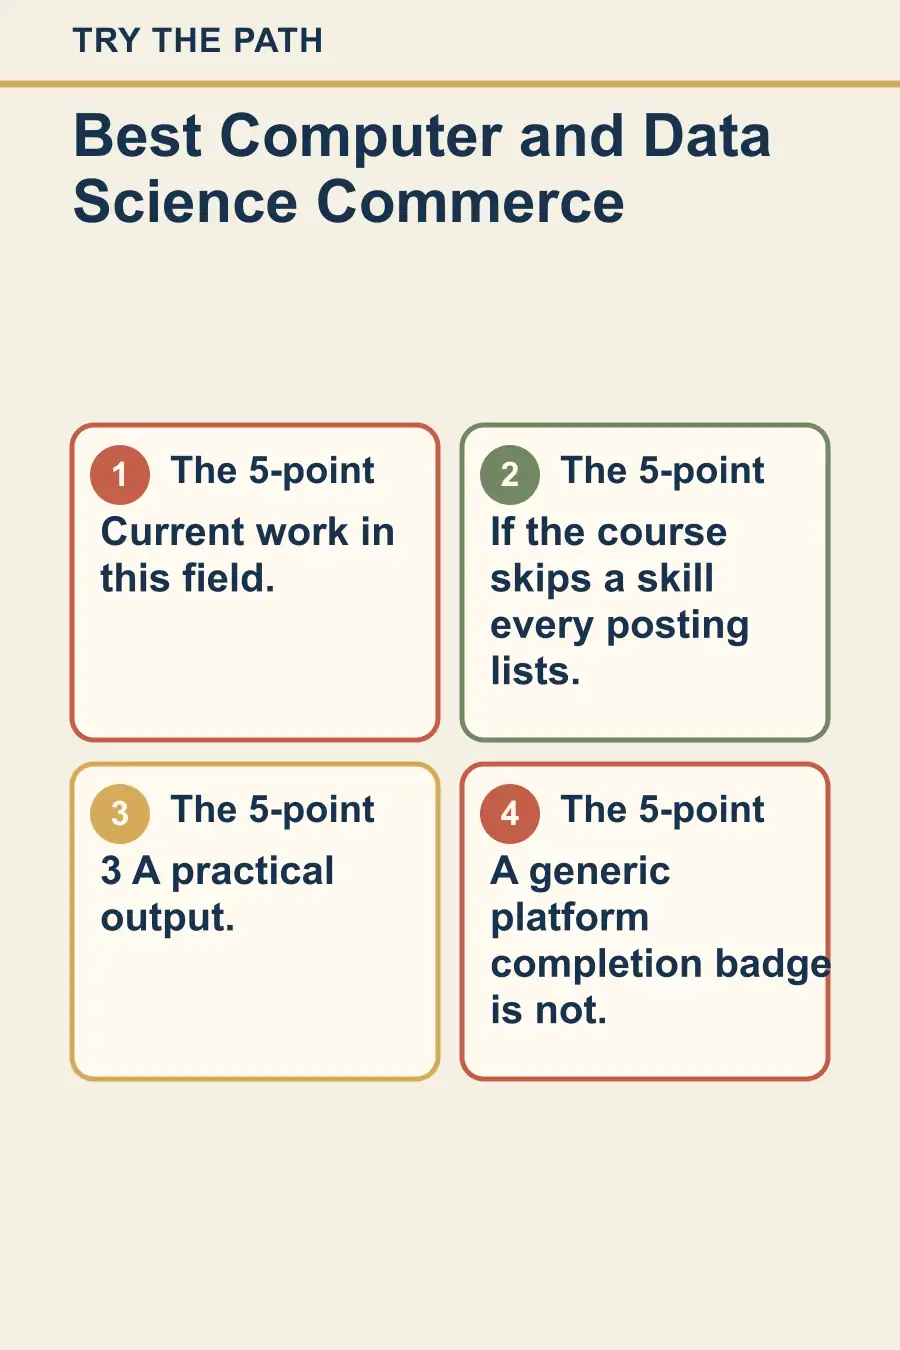 TRY THE PATH
Best Computer and Data
Science Commerce
1 The 5-point
Current work in
this field.
2 The 5-point
If the course
skips a skill
every posting
lists.
3 The 5-point
3 A practical
output.
4 The 5-point
A generic
platform
completion badge
is not.